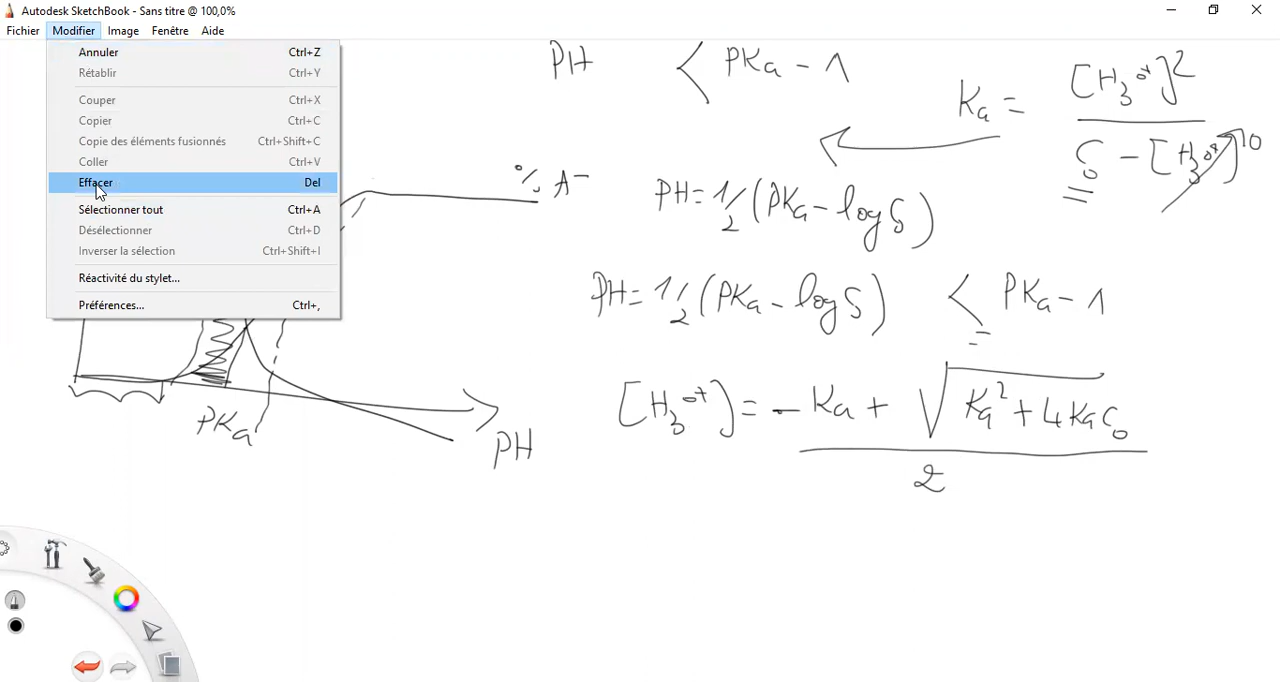 Autodesk SketchBook - Sans titre @ 100,0%
Fichier Modifier Image Fenêtre Aide
Annuler Ctrl+Z
Rétablir Ctrl+Y
Couper Ctrl+X
Copier Ctrl+C
Copie des éléments fusionnés Ctrl+Shift+C
Coller Ctrl+V
Effacer Del
Sélectionner tout Ctrl+A
Désélectionner Ctrl+D
Inverser la sélection Ctrl+Shift+I
Réactivité du stylet...
Préférences... Ctrl+,
% A⁻
PKa
PH
PH < PKa - 1
Ka = [H₃O⁺]² / C₀ - [H₃O⁺] 0
PH = 1/2 (PKa - log C₀)
PH = 1/2 (PKa - log C₀) ≤ PKa - 1
[H₃O⁺] = - Ka + √(Ka² + 4KaC₀) / 2